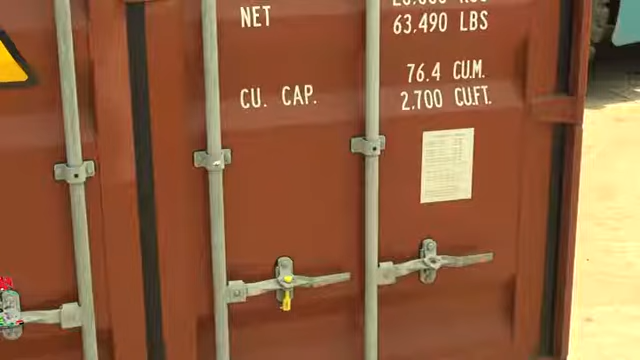 NET
63.490 LBS
76.4 CU.M.
CU. CAP.
2.700 CU.FT.